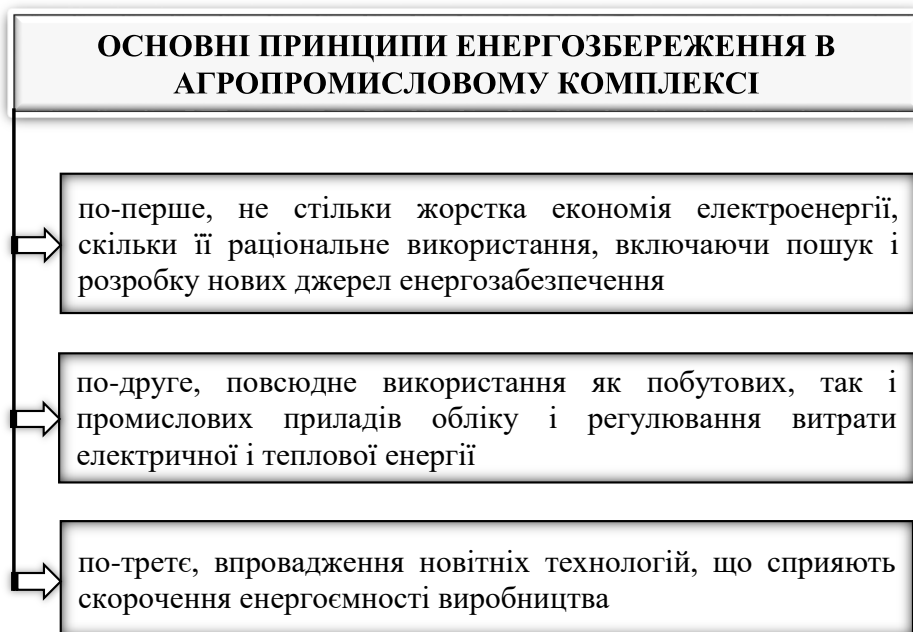 ОСНОВНІ ПРИНЦИПИ ЕНЕРГОЗБЕРЕЖЕННЯ В
АГРОПРОМИСЛОВОМУ КОМПЛЕКСІ
по-перше, не стільки жорстка економія електроенергії,
скільки її раціональне використання, включаючи пошук і
розробку нових джерел енергозабезпечення
по-друге, повсюдне використання як побутових, так і
промислових приладів обліку і регулювання витрати
електричної і теплової енергії
по-третє, впровадження новітніх технологій, що сприяють
скорочення енергоємності виробництва